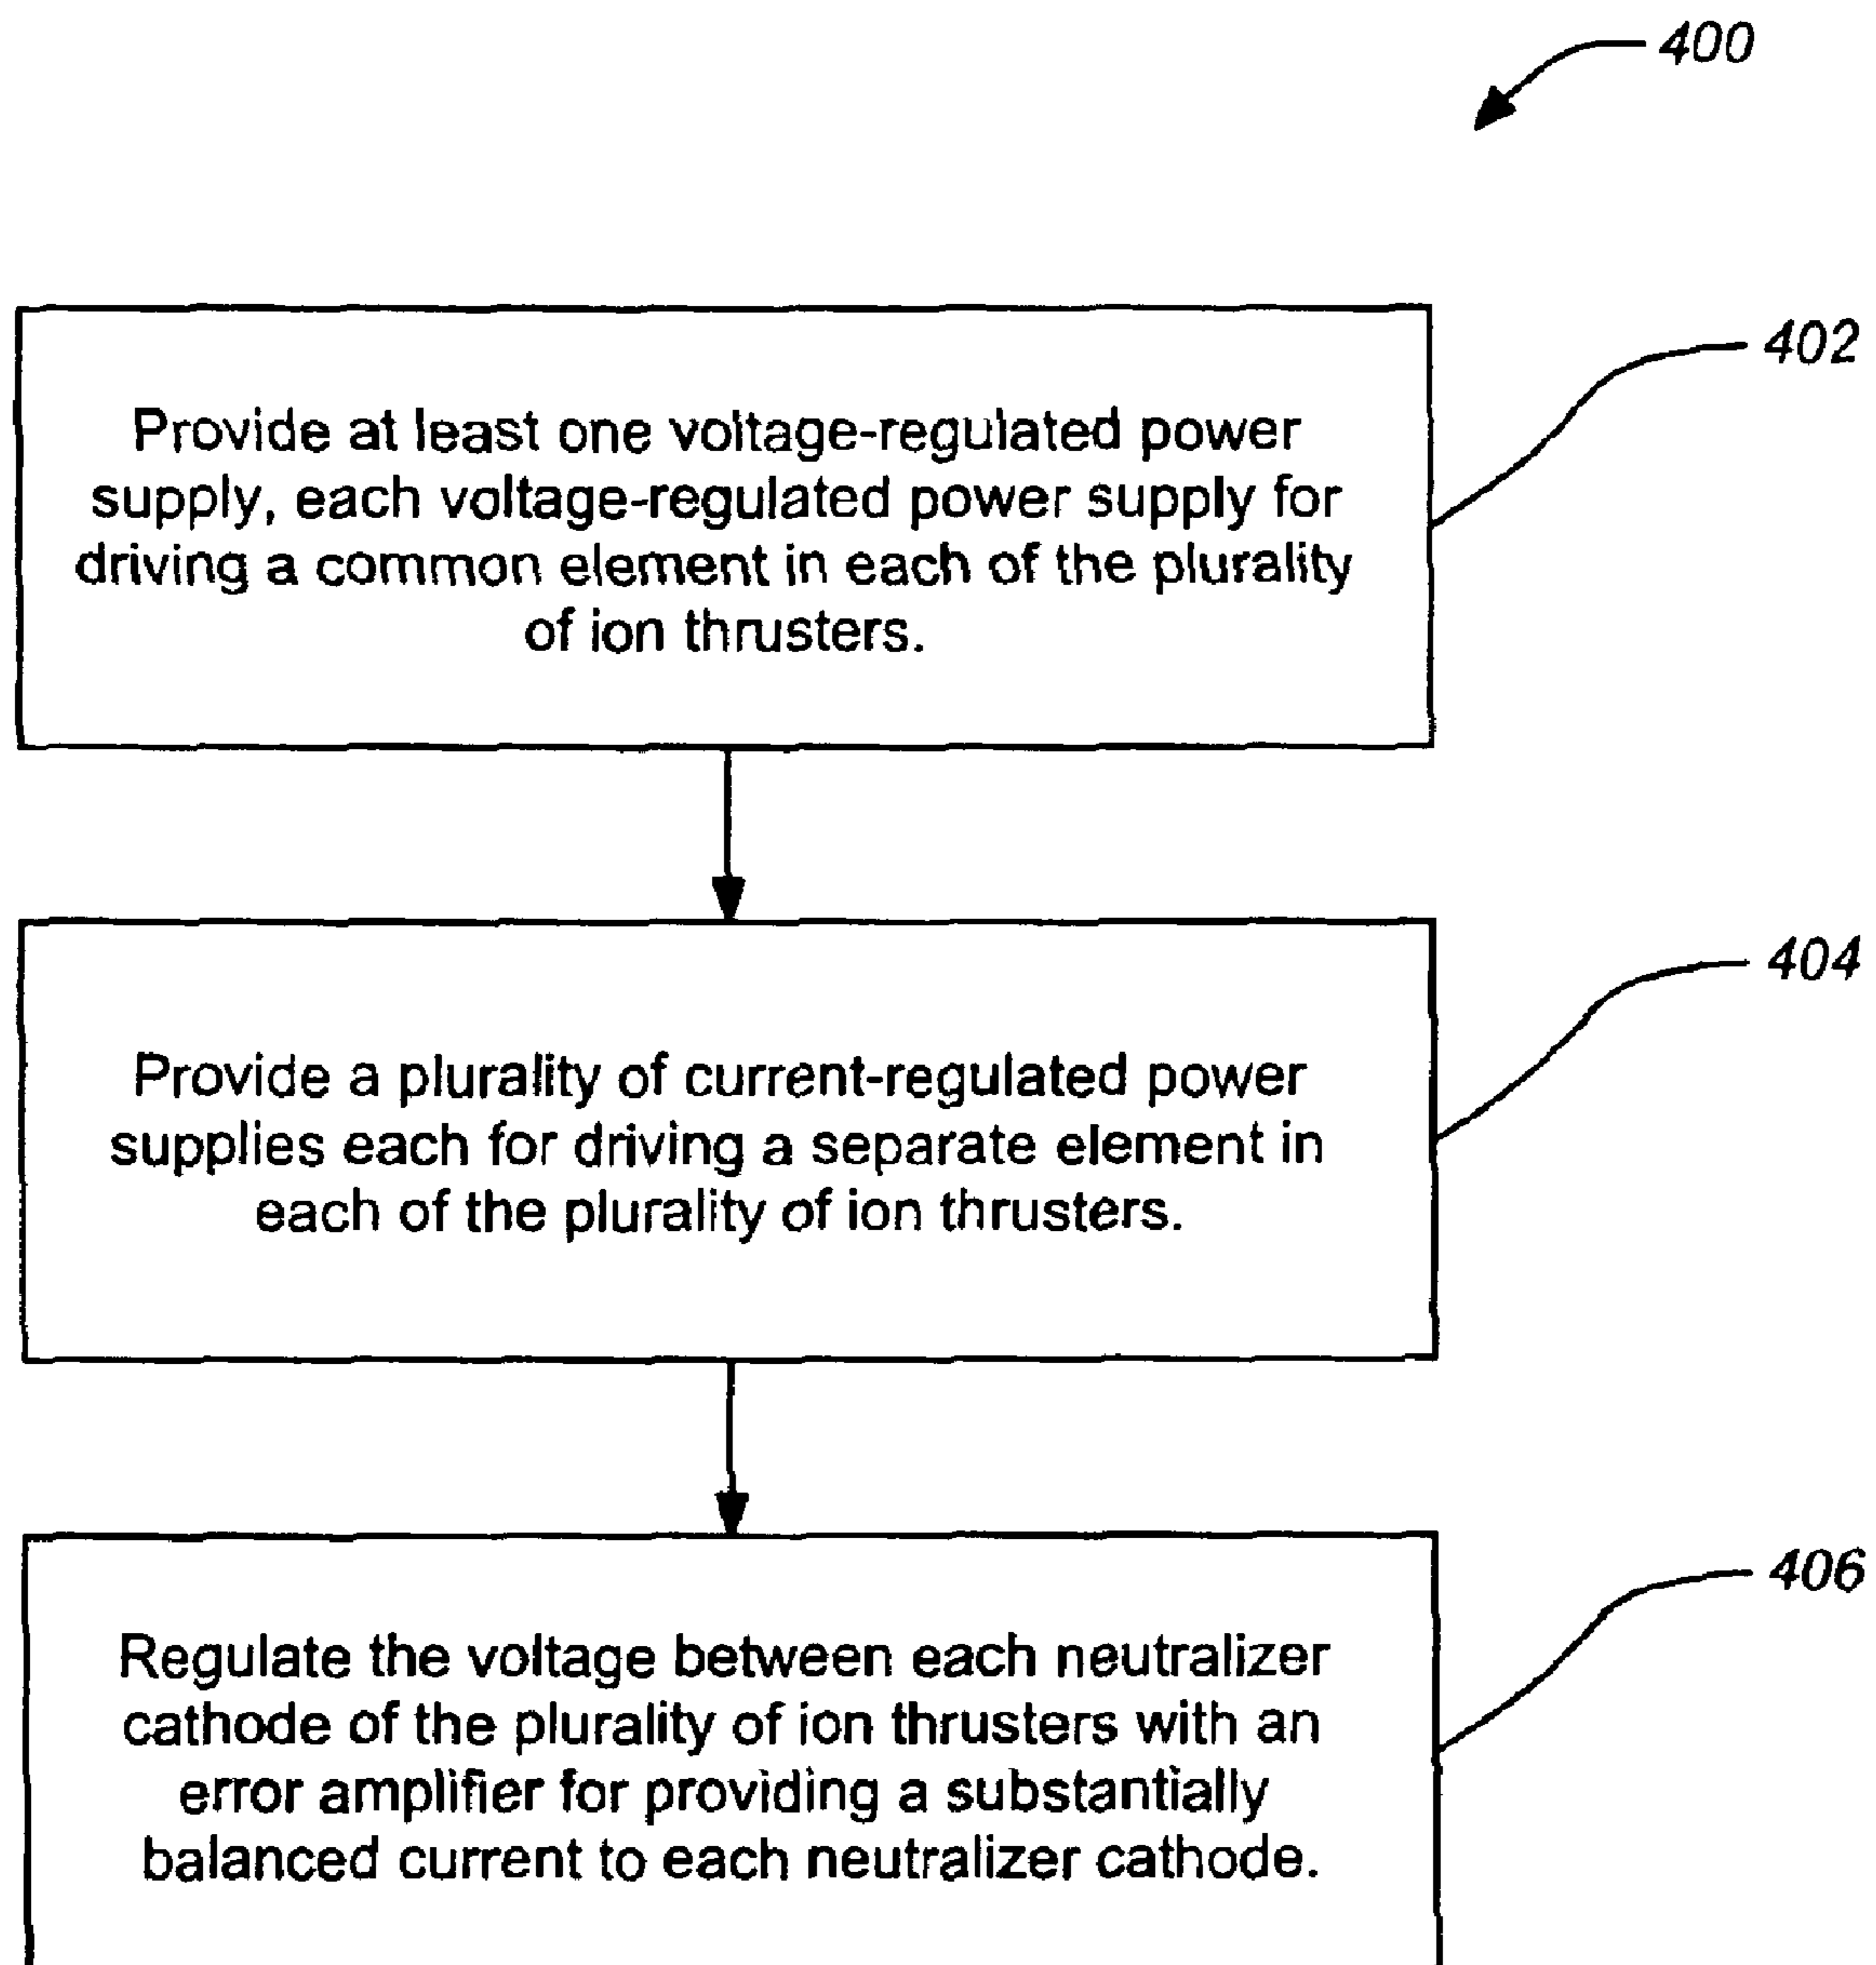 400
402
Provide at least one voltage-regulated power
supply, each voltage-regulated power supply for
driving a common element in each of the plurality
of ion thrusters.
404
Provide a plurality of current-regulated power
supplies each for driving a separate element in
each of the plurality of ion thrusters.
406
Regulate the voltage between each neutralizer
cathode of the plurality of ion thrusters with an
error amplifier for providing a substantially
balanced current to each neutralizer cathode.